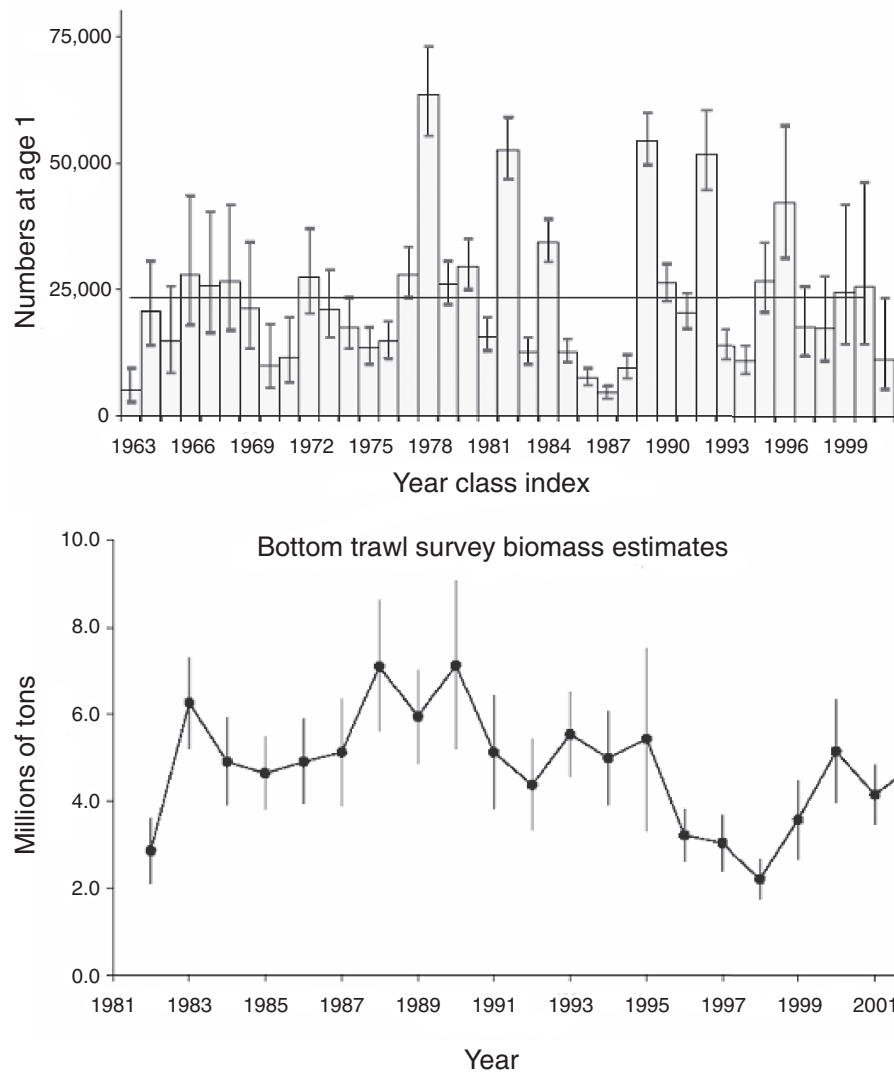 75,000
50,000
25,000
0
Numbers at age 1
1963 1966 1969 1972 1975 1978 1981 1984 1987 1990 1993 1996 1999
Year class index
Bottom trawl survey biomass estimates
10.0
8.0
6.0
4.0
2.0
0.0
Millions of tons
1981 1983 1985 1987 1989 1991 1993 1995 1997 1999 2001
Year